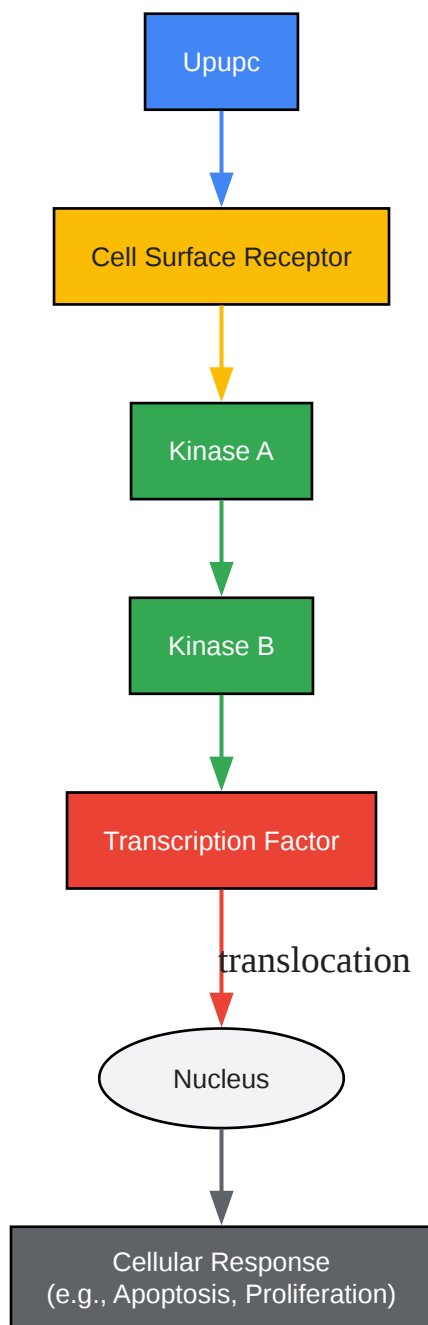 Upupc
Cell Surface Receptor
Kinase A
Kinase B
Transcription Factor
translocation
Nucleus
Cellular Response
(e.g., Apoptosis, Proliferation)